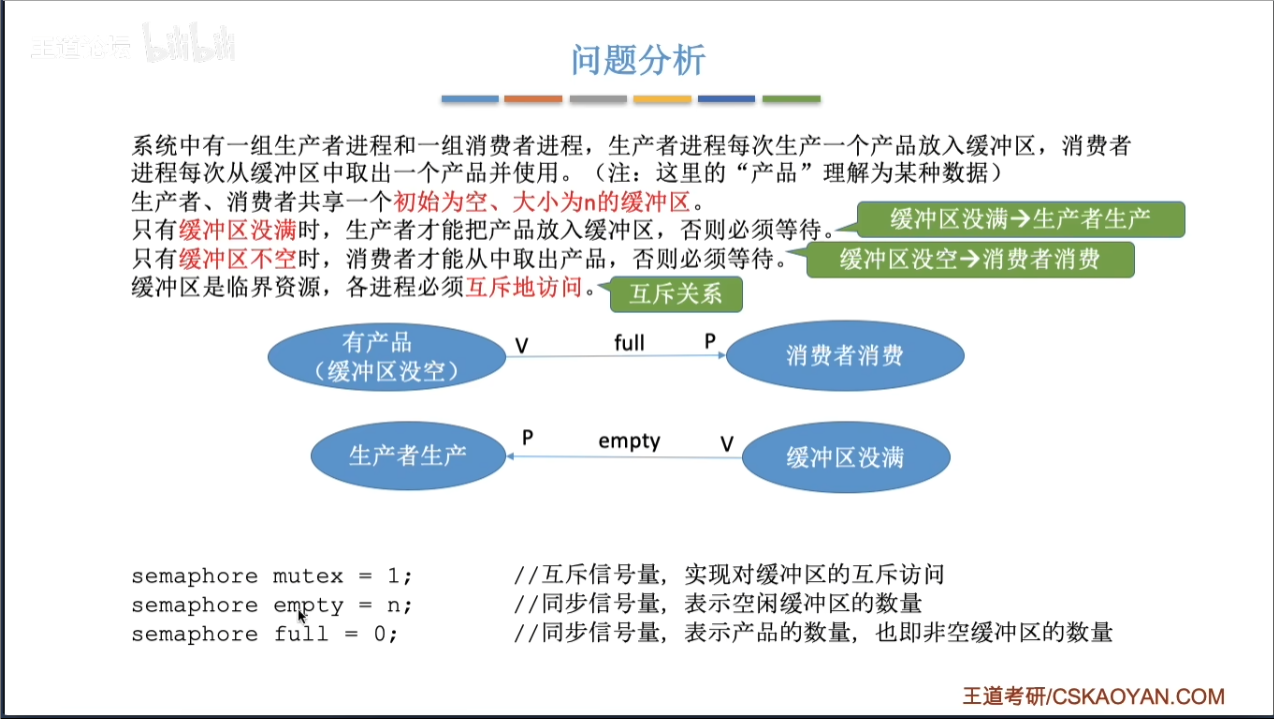 王道论坛 bilibili
问题分析
系统中有一组生产者进程和一组消费者进程，生产者进程每次生产一个产品放入缓冲区，消费者
进程每次从缓冲区中取出一个产品并使用。（注：这里的“产品”理解为某种数据）
生产者、消费者共享一个初始为空、大小为n的缓冲区。
只有缓冲区没满时，生产者才能把产品放入缓冲区，否则必须等待。
缓冲区没满→生产者生产
只有缓冲区不空时，消费者才能从中取出产品，否则必须等待。
缓冲区没空→消费者消费
缓冲区是临界资源，各进程必须互斥地访问。
互斥关系
有产品
（缓冲区没空）
V full P
消费者消费
生产者生产
P empty V
缓冲区没满
semaphore mutex = 1; //互斥信号量，实现对缓冲区的互斥访问
semaphore empty = n; //同步信号量，表示空闲缓冲区的数量
semaphore full = 0; //同步信号量，表示产品的数量，也即非空缓冲区的数量
王道考研/CSKAOYAN.COM